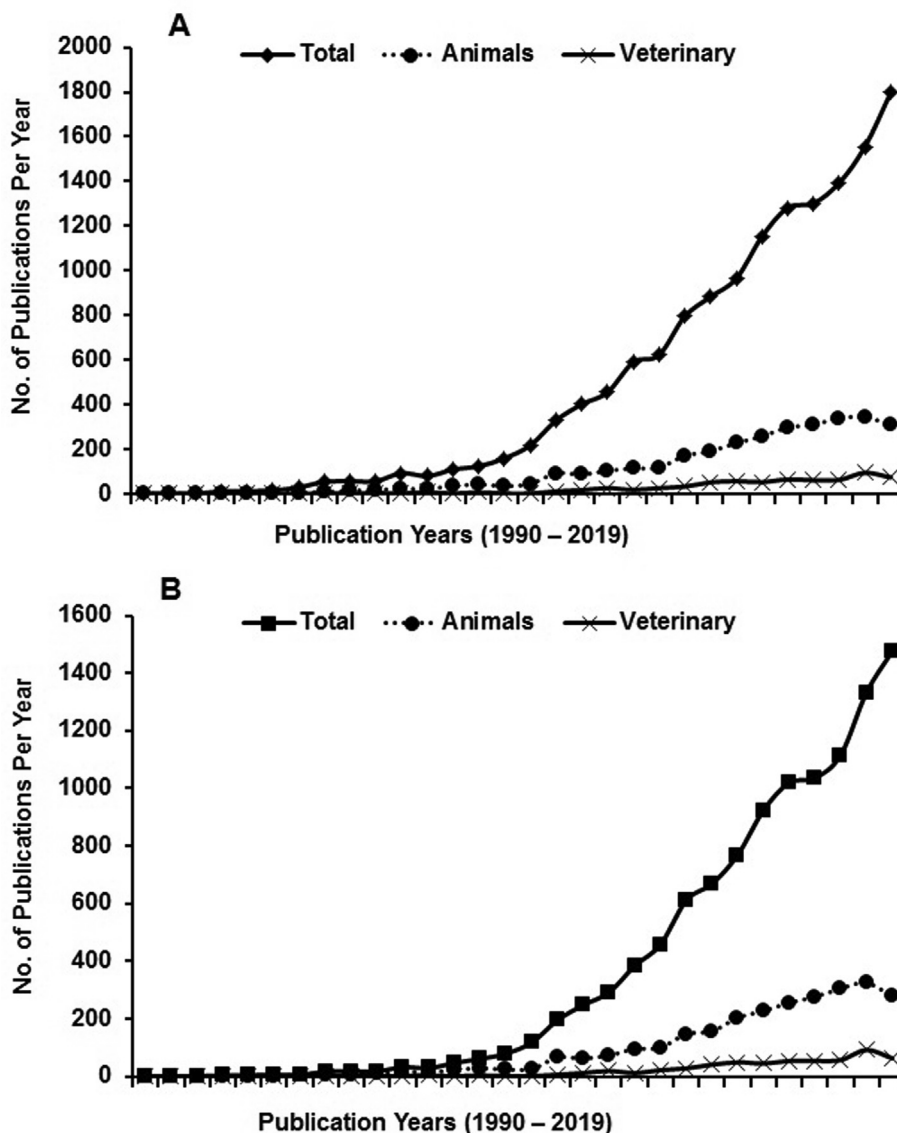 A
Total Animals Veterinary
2000
1800
1600
1400
1200
1000
800
600
400
200
0
No. of Publications Per Year
Publication Years (1990 – 2019)
B
Total Animals Veterinary
1600
1400
1200
1000
800
600
400
200
0
No. of Publications Per Year
Publication Years (1990 – 2019)